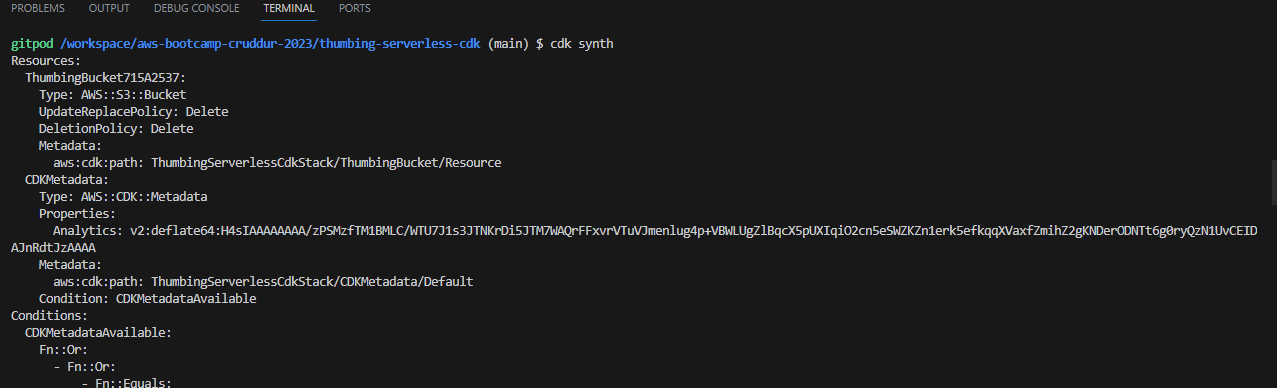 PROBLEMS OUTPUT DEBUG CONSOLE TERMINAL PORTS
gitpod /workspace/aws-bootcamp-cruddur-2023/thumbing-serverless-cdk (main) $ cdk synth
Resources:
  ThumbingBucket715A2537:
    Type: AWS::S3::Bucket
    UpdateReplacePolicy: Delete
    DeletionPolicy: Delete
    Metadata:
      aws:cdk:path: ThumbingServerlessCdkStack/ThumbingBucket/Resource
  CDKMetadata:
    Type: AWS::CDK::Metadata
    Properties:
      Analytics: v2:deflate64:H4sIAAAAAAAA/zPSMzfTM1BMLC/WTU7J1s3JTNKrDi5JTM7WAQrFFxvrVTuVJmenlug4p+VBWLUgZlBqcX5pUXIqiO2cn5eSWZKZn1erk5efkqqXVaxfZmihZ2gKNDerODNTt6g0ryQzN1UvCEID
AJnRdtJzAAAA
    Metadata:
      aws:cdk:path: ThumbingServerlessCdkStack/CDKMetadata/Default
    Condition: CDKMetadataAvailable
Conditions:
  CDKMetadataAvailable:
    Fn::Or:
      - Fn::Or:
          - Fn::Equals: